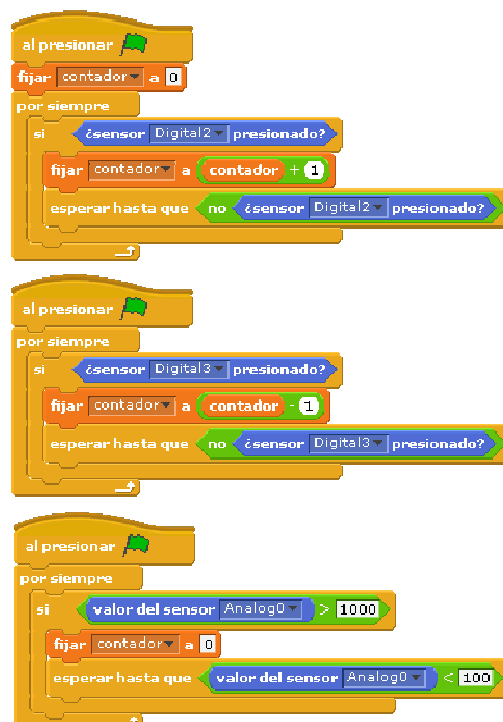 al presionar
fijar contador a 0
por siempre
si ¿sensor Digital2 presionado?
fijar contador a contador + 1
esperar hasta que no ¿sensor Digital2 presionado?
al presionar
por siempre
si ¿sensor Digital3 presionado?
fijar contador a contador - 1
esperar hasta que no ¿sensor Digital3 presionado?
al presionar
por siempre
si valor del sensor Analog0 > 1000
fijar contador a 0
esperar hasta que valor del sensor Analog0 < 100